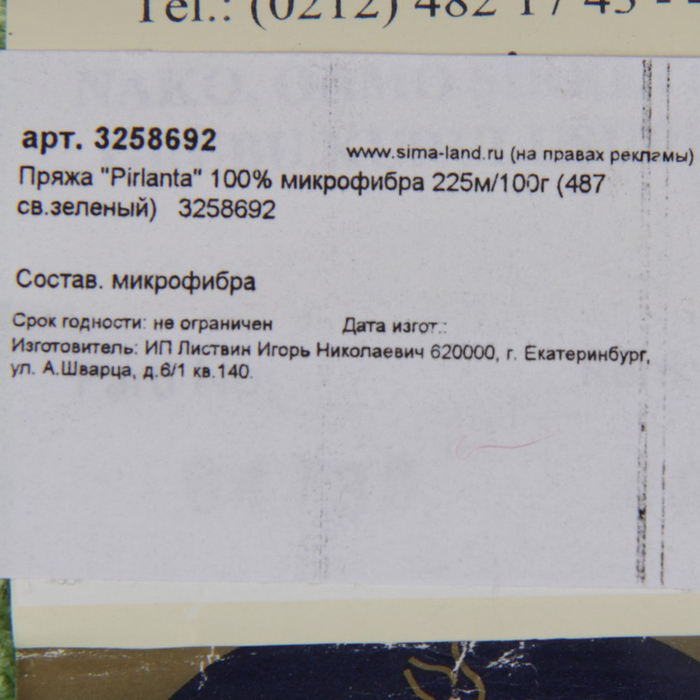 Tel.: (0212) 482 17 43 -
арт. 3258692
www.sima-land.ru (на правах рекламы)
Пряжа "Pirlanta" 100% микрофибра 225м/100г (487
св.зеленый) 3258692
Состав. микрофибра
Срок годности: не ограничен Дата изгот.:
Изготовитель: ИП Листвин Игорь Николаевич 620000, г. Екатеринбург,
ул. А.Шварца, д.6/1 кв.140.